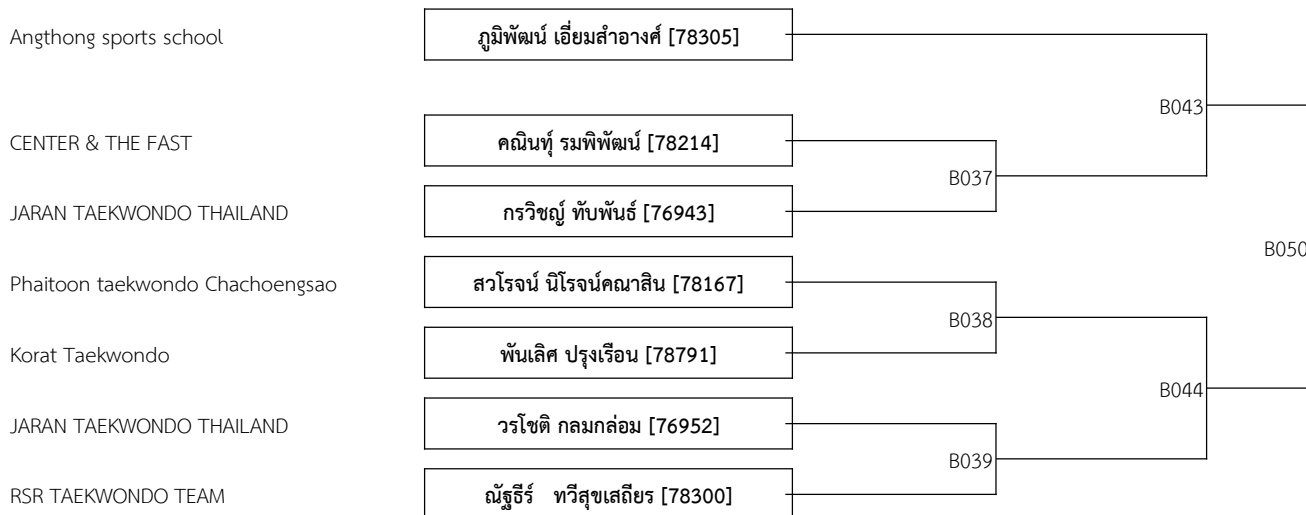 Angthong sports school ภูมิพัฒน์ เอี่ยมสำอางศ์ [78305]
B043
CENTER & THE FAST คณินทุ์ รมพิพัฒน์ [78214]
B037
JARAN TAEKWONDO THAILAND กรวิชญ์ ทับพันธ์ [76943]
B050
Phaitoon taekwondo Chachoengsao สวโรจน์ นิโรจน์คณาสิน [78167]
B038
Korat Taekwondo พันเลิศ ปรุงเรือน [78791]
B044
JARAN TAEKWONDO THAILAND วรโชติ กลมกล่อม [76952]
B039
RSR TAEKWONDO TEAM ณัฐธีร์ ทวีสุขเสถียร [78300]